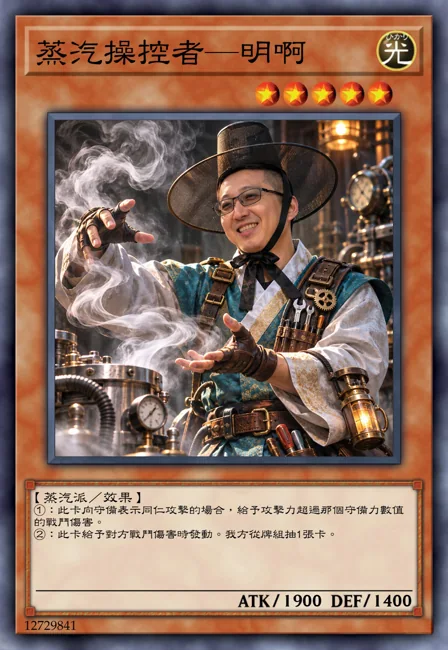 蒸汽操控者—明啊
ひかり
光
【蒸汽派／效果】
①：此卡向守備表示同仁攻擊的場合，給予攻擊力超過那個守備力數值
的戰鬥傷害。
②：此卡給予對方戰鬥傷害時發動。我方從牌組抽1張卡。
ATK/1900 DEF/1400
12729841